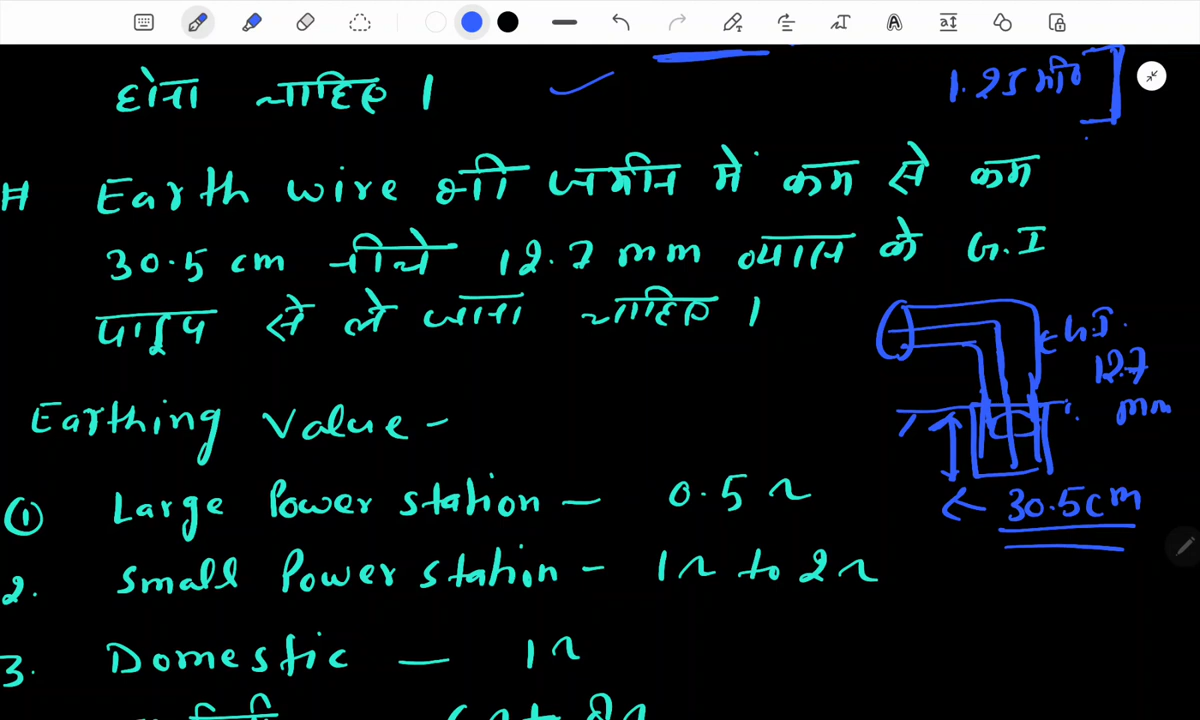 होना चाहिए ।
1.25 मी०
# Earth wire को जमीन में कम से कम
30.5 cm नीचे 12.7 mm व्यास के G.I
पाइप से ले जाना चाहिए ।
G.I.
12.7
mm
30.5cm
Earthing Value -
① Large Power station — 0.5 Ω
2. Small Power station - 1Ω to 2Ω
3. Domestic — 1Ω